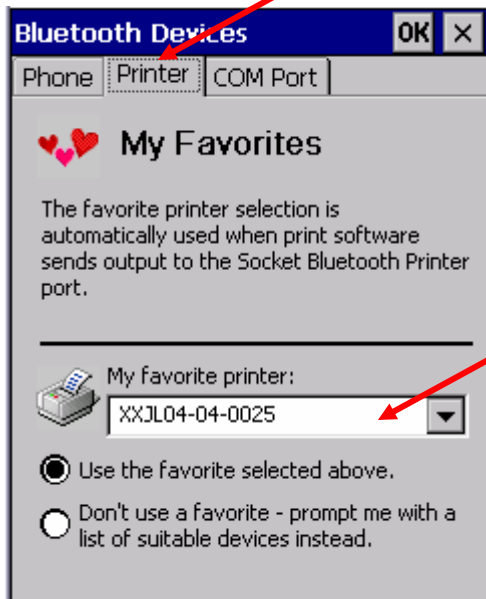 Bluetooth Devices OK ×
Phone Printer COM Port
My Favorites
The favorite printer selection is
automatically used when print software
sends output to the Socket Bluetooth Printer
port.
My favorite printer:
XXJL04-04-0025
Use the favorite selected above.
Don't use a favorite - prompt me with a
list of suitable devices instead.